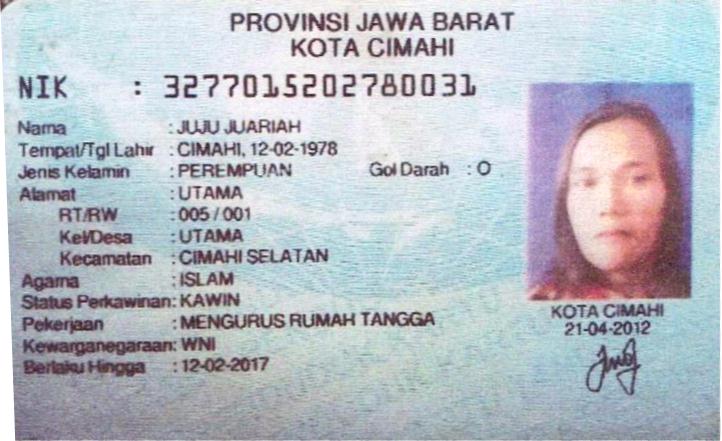 PROVINSI JAWA BARAT
KOTA CIMAHI
NIK : 3277015202780031
Nama : JUJU JUARIAH
Tempat/Tgl Lahir : CIMAHI, 12-02-1978
Jenis Kelamin : PEREMPUAN Gol Darah : O
Alamat : UTAMA
RT/RW : 005 / 001
Kel/Desa : UTAMA
Kecamatan : CIMAHI SELATAN
Agama : ISLAM
Status Perkawinan: KAWIN
Pekerjaan : MENGURUS RUMAH TANGGA
Kewarganegaraan: WNI
Berlaku Hingga : 12-02-2017
KOTA CIMAHI
21-04-2012